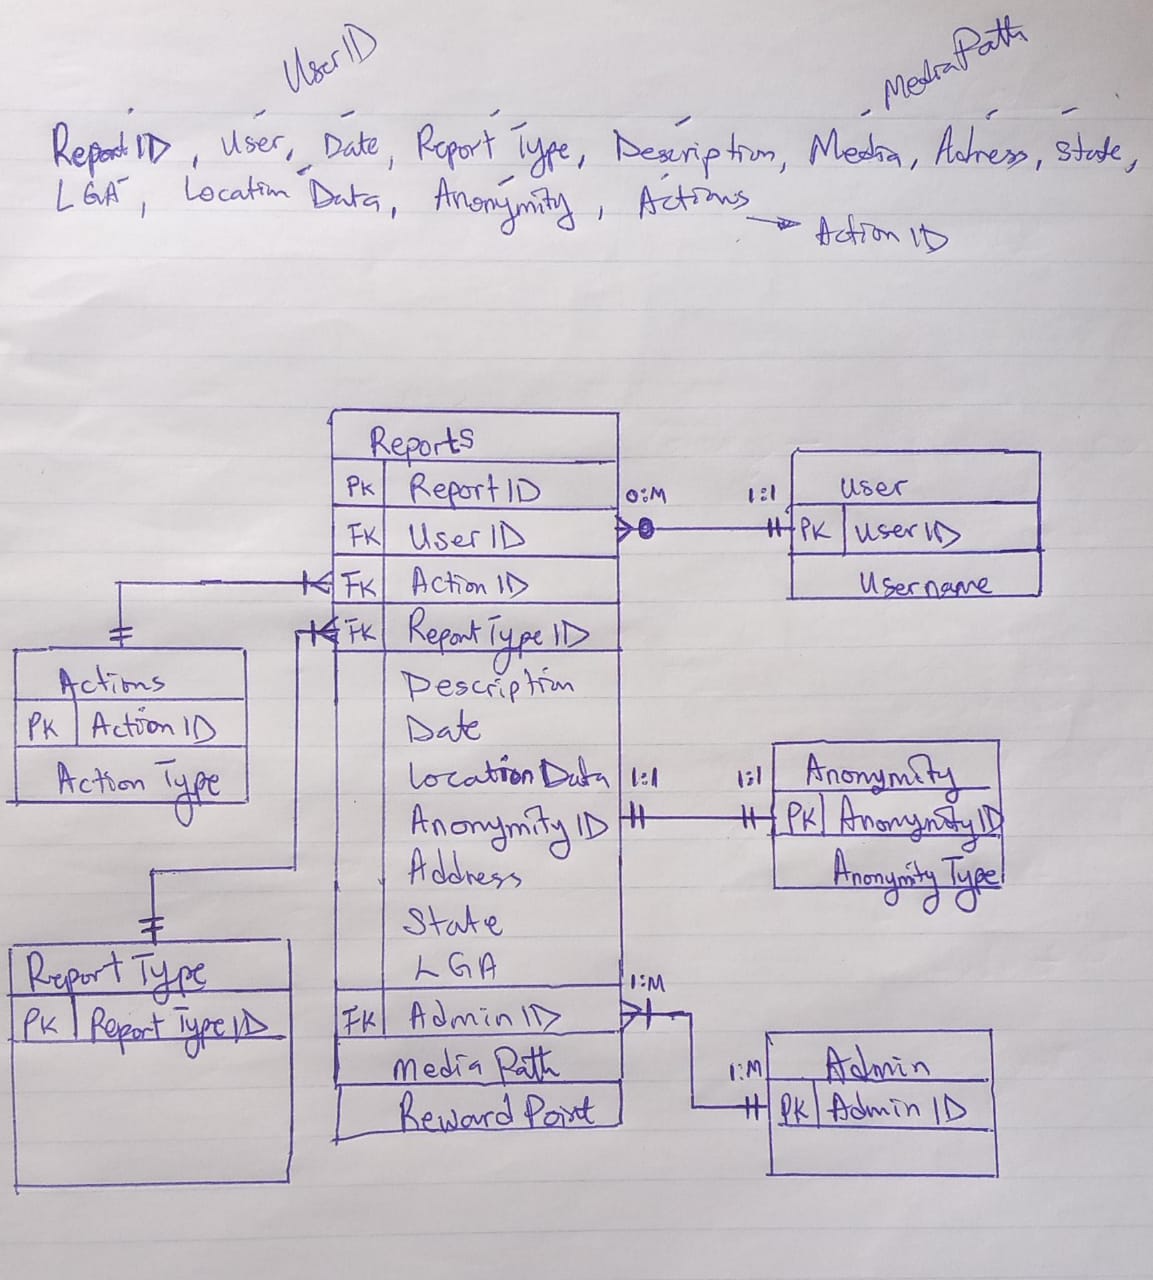 UserID
MediaPath
Report ID, User, Date, Report Type, Description, Media, Adress, State,
LGA, Location Data, Anonymity, Actions
Action ID
Reports
PK Report ID
FK User ID
FK Action ID
FK Report Type ID
Description
Date
Location Data
Anonymity ID
Address
State
LGA
FK Admin ID
Media Path
Reward Point
0:M 1:1
User
PK User ID
Username
Actions
PK Action ID
Action Type
1:1 1:1
Anonymity
PK Anonymity ID
Anonymity Type
Report Type
PK Report Type ID
1:M
1:M
Admin
PK Admin ID